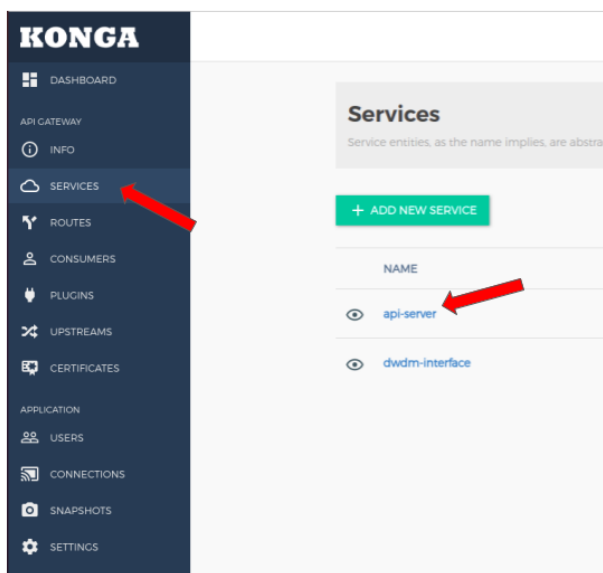 KONGA
DASHBOARD
API GATEWAY
INFO
SERVICES
ROUTES
CONSUMERS
PLUGINS
UPSTREAMS
CERTIFICATES
APPLICATION
USERS
CONNECTIONS
SNAPSHOTS
SETTINGS
Services
Service entities, as the name implies, are abstra
+ ADD NEW SERVICE
NAME
api-server
dwdm-interface